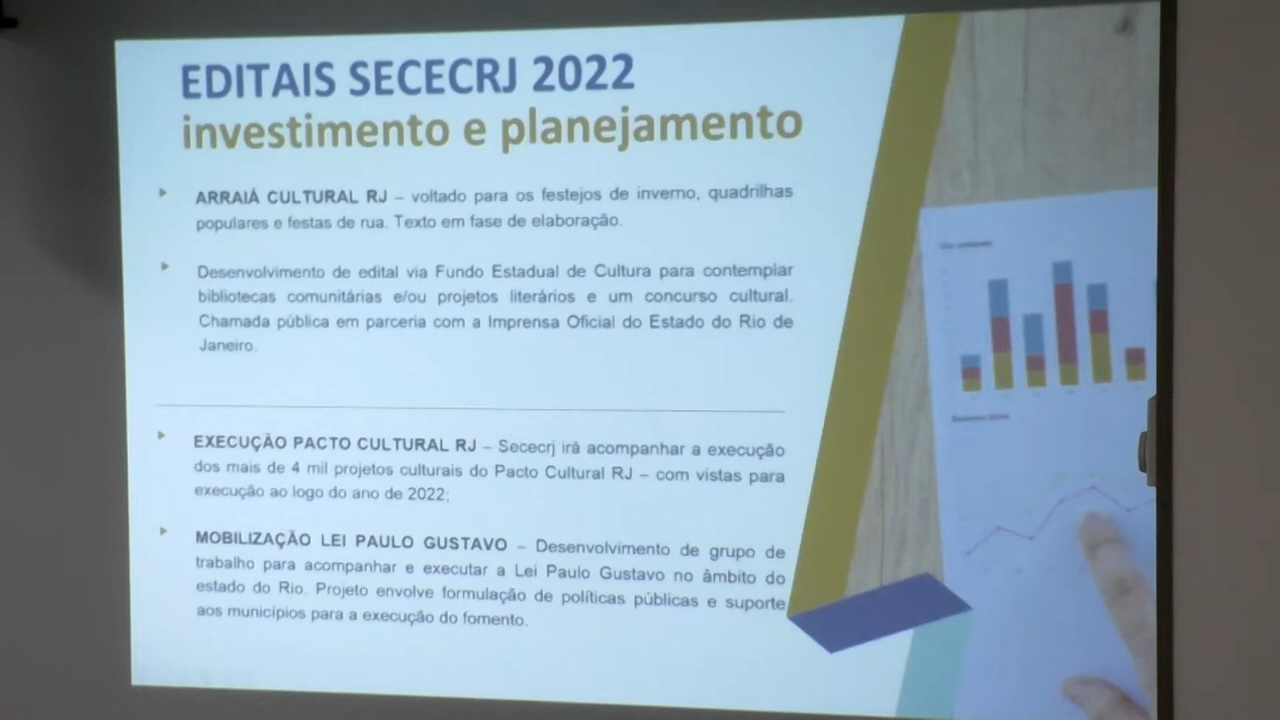 EDITAIS SECECRJ 2022
investimento e planejamento
ARRAIÁ CULTURAL RJ – voltado para os festejos de inverno, quadrilhas
populares e festas de rua. Texto em fase de elaboração.
Desenvolvimento de edital via Fundo Estadual de Cultura para contemplar
bibliotecas comunitárias e/ou projetos literários e um concurso cultural.
Chamada pública em parceria com a Imprensa Oficial do Estado do Rio de
Janeiro.
EXECUÇÃO PACTO CULTURAL RJ – Sececrj irá acompanhar a execução
dos mais de 4 mil projetos culturais do Pacto Cultural RJ – com vistas para
execução ao logo do ano de 2022;
MOBILIZAÇÃO LEI PAULO GUSTAVO – Desenvolvimento de grupo de
trabalho para acompanhar e executar a Lei Paulo Gustavo no âmbito do
estado do Rio. Projeto envolve formulação de políticas públicas e suporte
aos municípios para a execução do fomento.